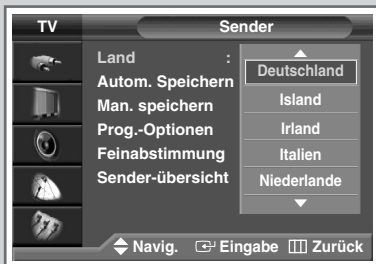 TV
Sender
Land :
Autom. Speichern
Man. speichern
Prog.-Optionen
Feinabstimmung
Sender-übersicht
Deutschland
Island
Irland
Italien
Niederlande
Navig. Eingabe Zurück